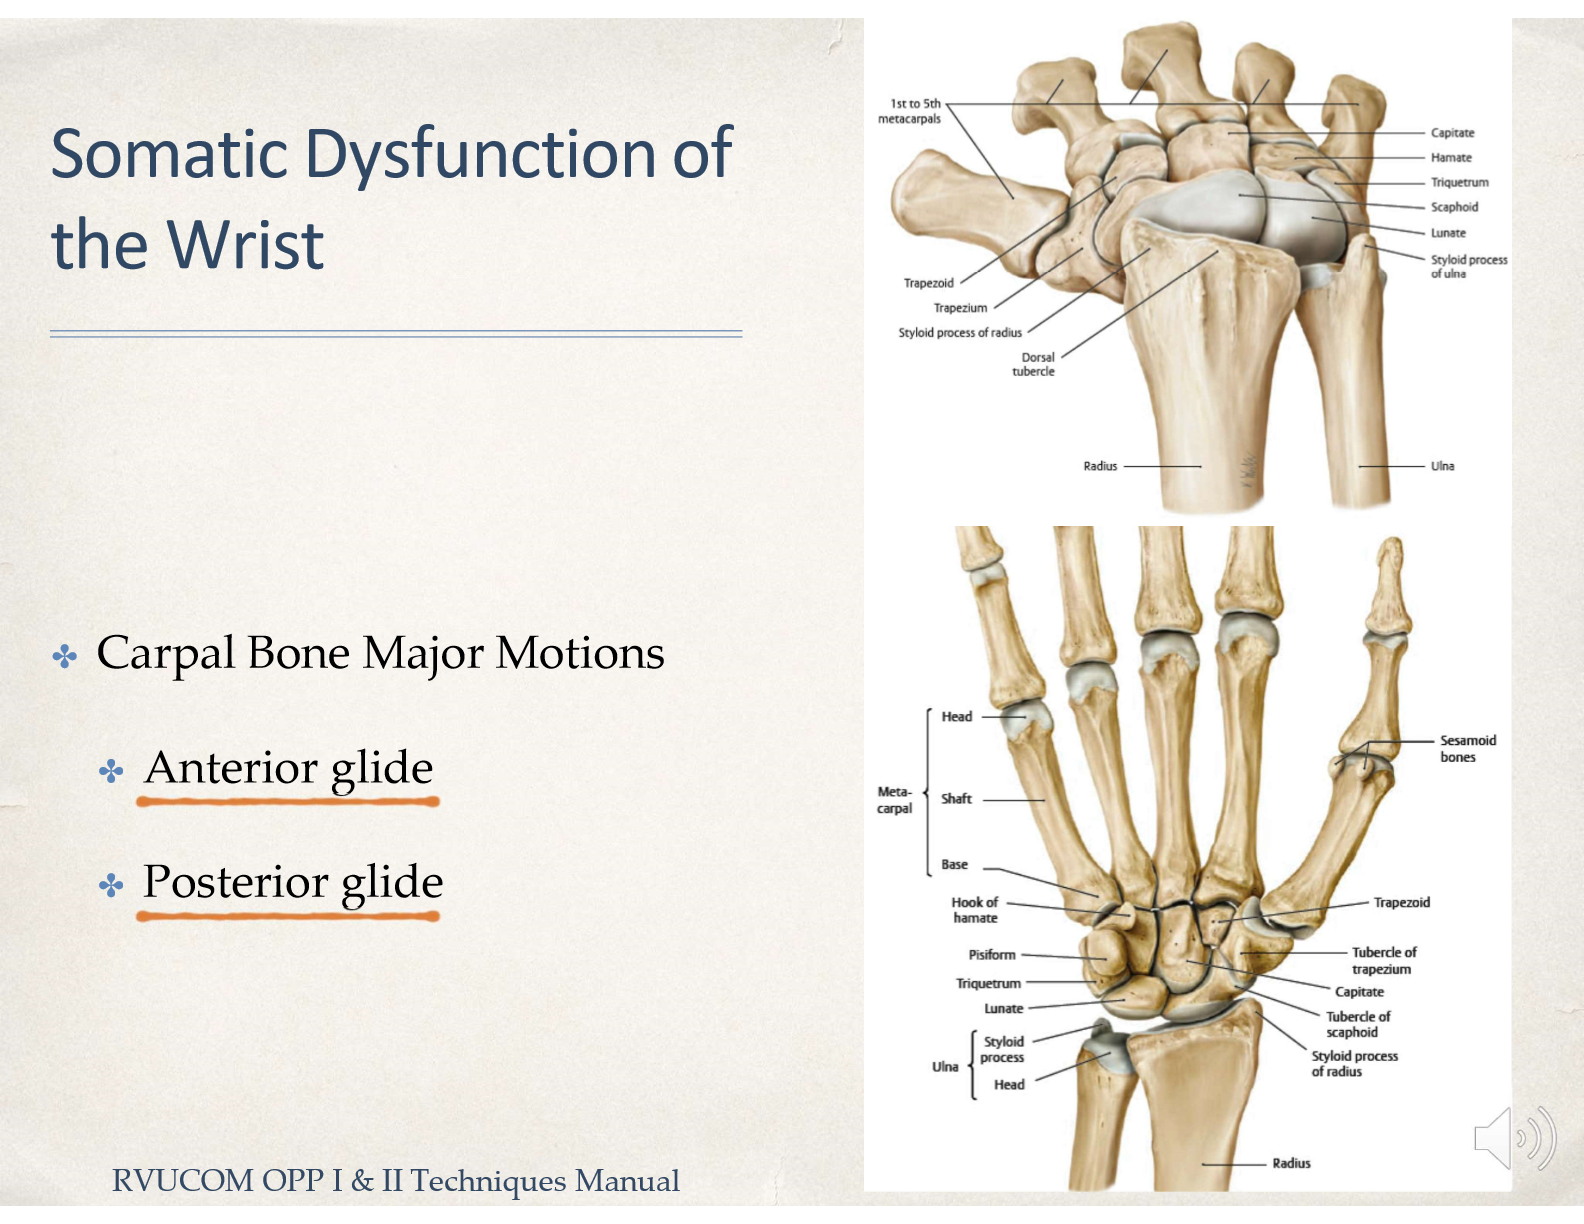 Somatic Dysfunction of
the Wrist
Carpal Bone Major Motions
Anterior glide
Posterior glide
RVUCOM OPP I & II Techniques Manual
1st to 5th
metacarpals
Capitate
Hamate
Triquetrum
Scaphoid
Lunate
Styloid process
of ulna
Trapezoid
Trapezium
Styloid process of radius
Dorsal
tubercle
Radius
Ulna
Head
Meta-
carpal
Shaft
Base
Hook of
hamate
Pisiform
Triquetrum
Lunate
Ulna
Styloid
process
Head
Sesamoid
bones
Trapezoid
Tubercle of
trapezium
Capitate
Tubercle of
scaphoid
Styloid process
of radius
Radius